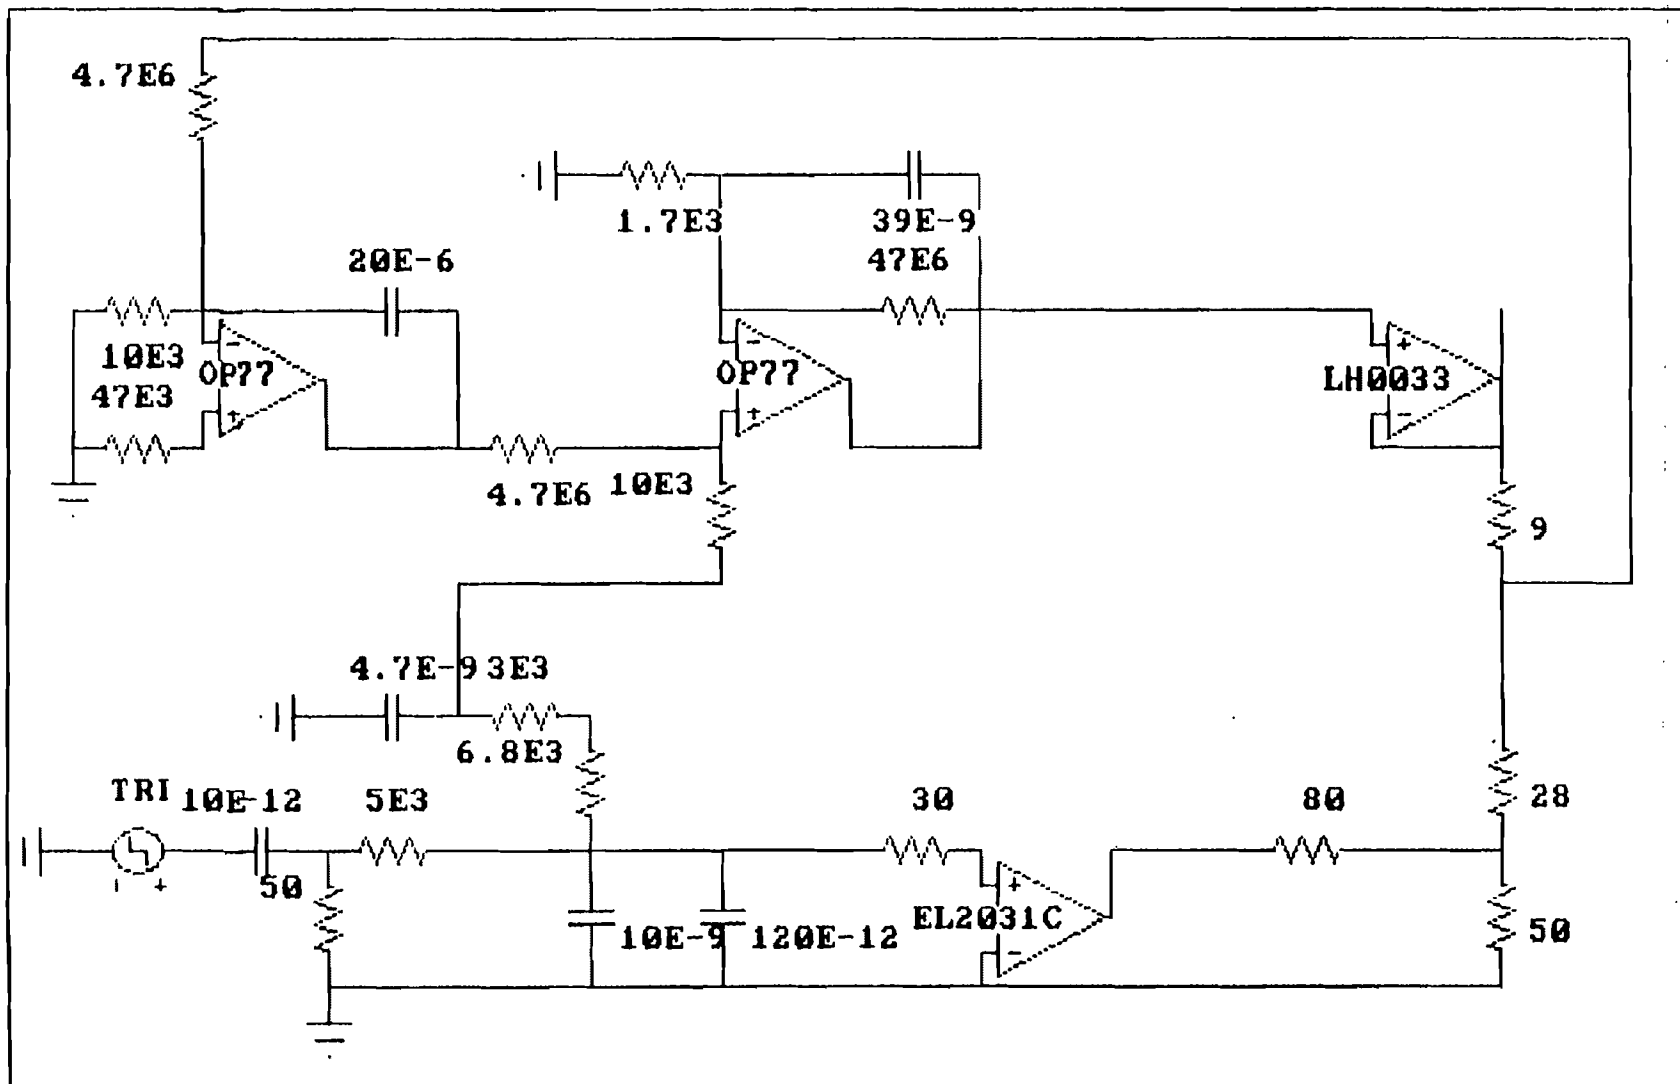 4.7E6
1.7E3
39E-9
47E6
20E-6
10E3
47E3
OP77
-
+
4.7E6
10E3
OP77
-
+
LH0033
+
-
9
4.7E-9
3E3
6.8E3
TRI
10E-12
5E3
30
80
28
- +
50
10E-9
120E-12
EL2031C
+
-
50